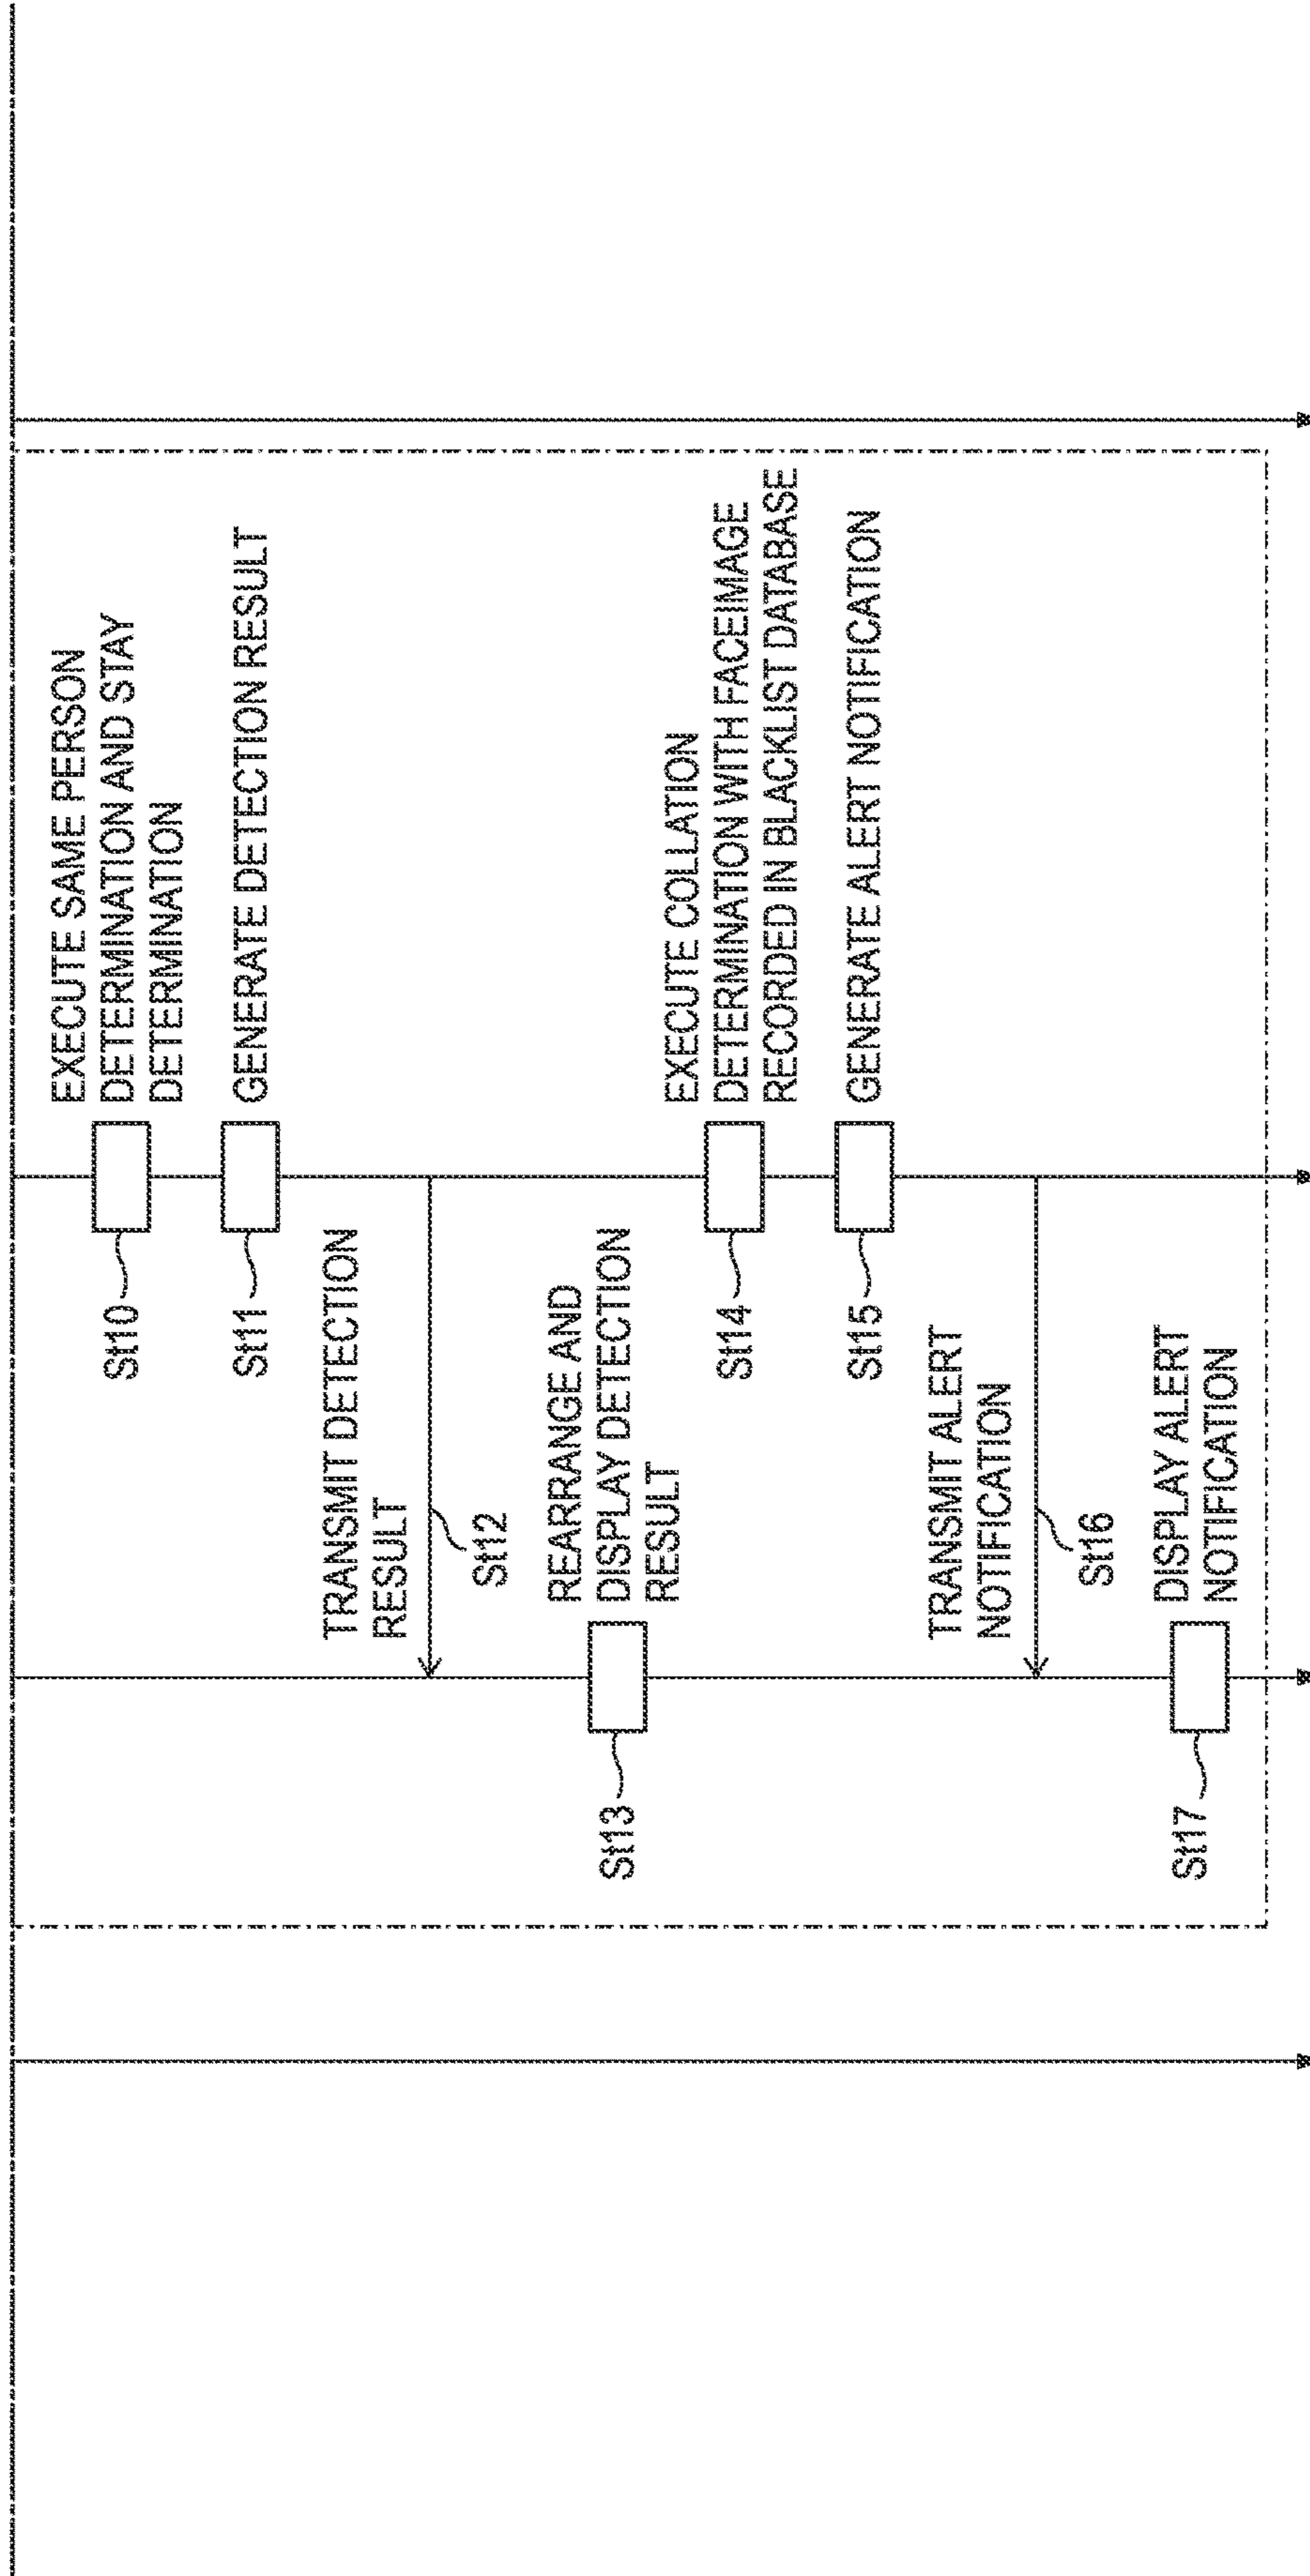 EXECUTE SAME PERSON
DETERMINATION AND STAY
DETERMINATION
St10
GENERATE DETECTION RESULT
St11
TRANSMIT DETECTION
RESULT
St12
REARRANGE AND
DISPLAY DETECTION
RESULT
St13
EXECUTE COLLATION
DETERMINATION WITH FACEIMAGE
RECORDED IN BLACKLIST DATABASE
St14
GENERATE ALERT NOTIFICATION
St15
TRANSMIT ALERT
NOTIFICATION
St16
DISPLAY ALERT
NOTIFICATION
St17